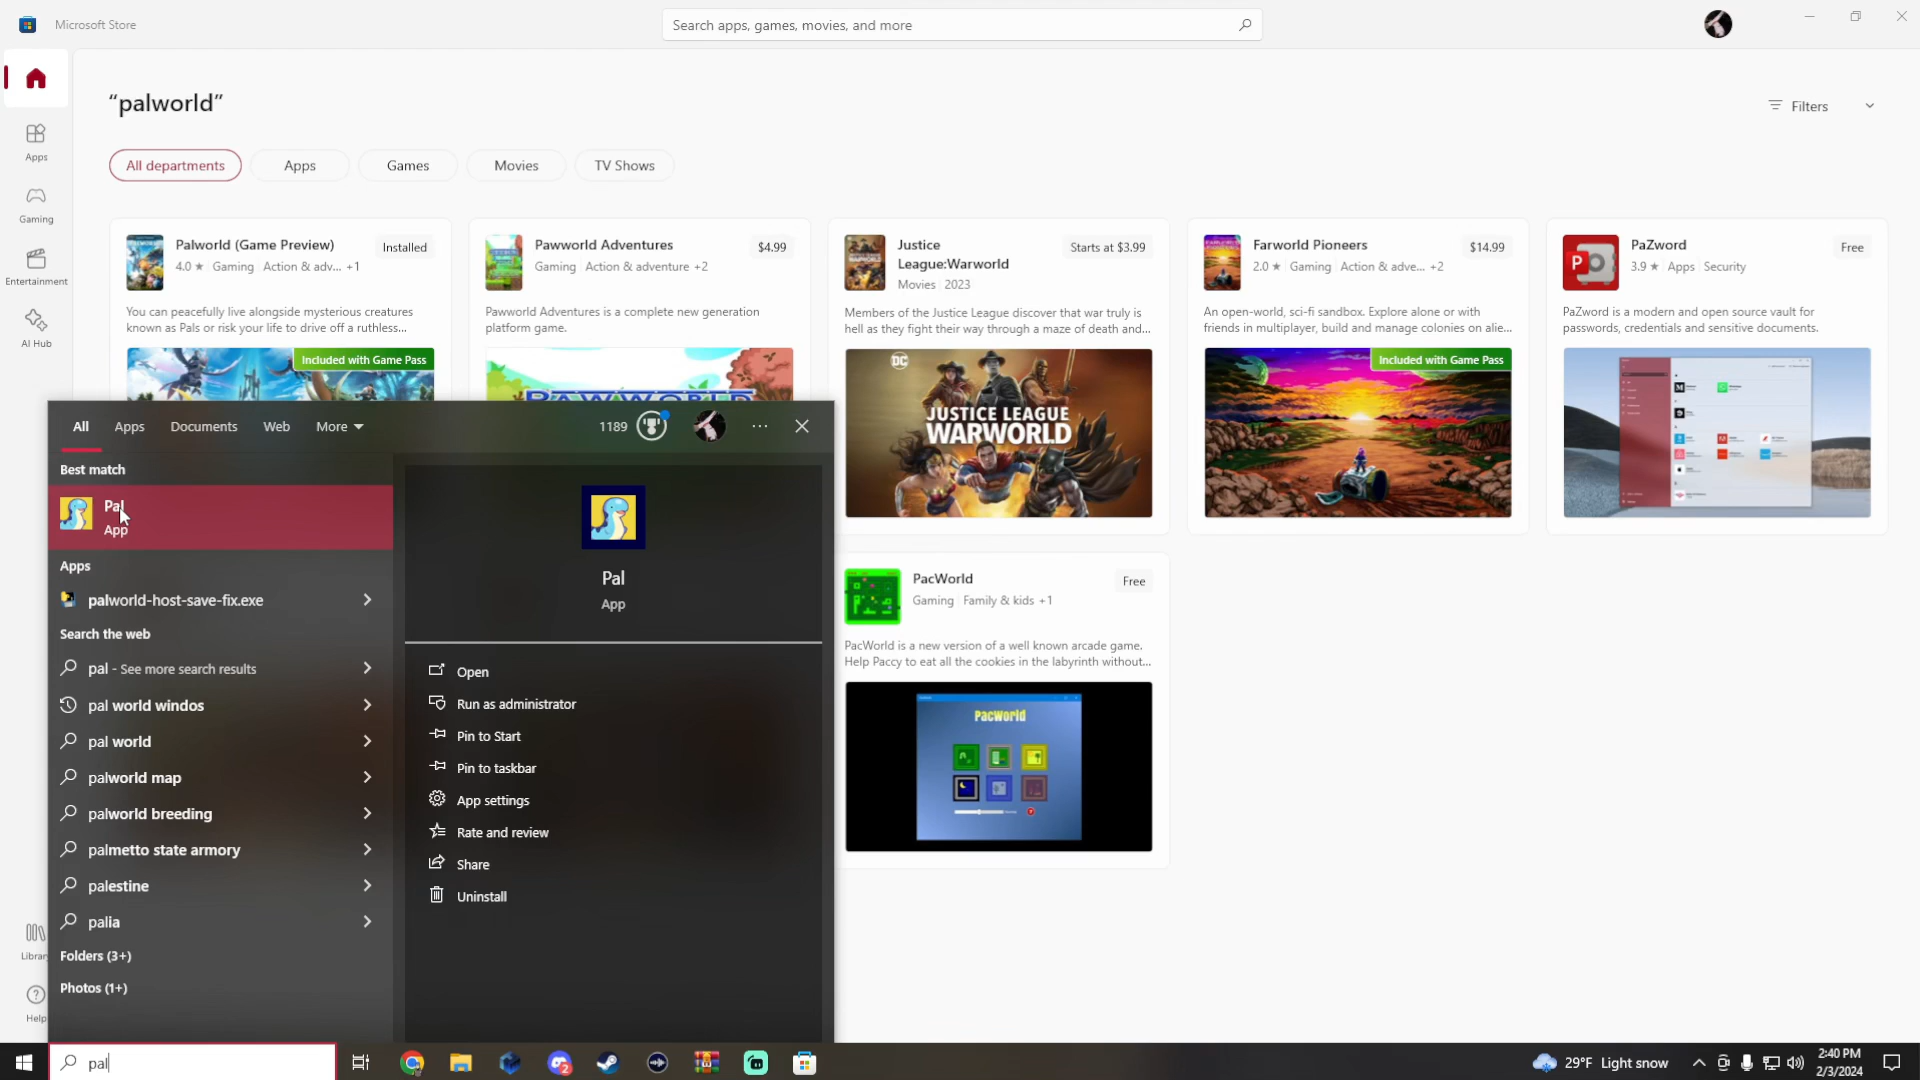 Microsoft Store
Search apps, games, movies, and more
“palworld”
Filters
All departments
Apps
Games
Movies
TV Shows
Apps
Gaming
Entertainment
AI Hub
Library
Help
Palworld (Game Preview)
Installed
4.0 ★ Gaming Action & adv... +1
You can peacefully live alongside mysterious creatures
known as Pals or risk your life to drive off a ruthless...
Included with Game Pass
Pawworld Adventures
$4.99
Gaming Action & adventure +2
Pawworld Adventures is a complete new generation
platform game.
PAWWORLD
Justice
League:Warworld
Starts at $3.99
Movies 2023
Members of the Justice League discover that war truly is
hell as they fight their way through a maze of death and...
DC
JUSTICE LEAGUE
WARWORLD
Farworld Pioneers
$14.99
2.0 ★ Gaming Action & adve... +2
An open-world, sci-fi sandbox. Explore alone or with
friends in multiplayer, build and manage colonies on alie...
Included with Game Pass
PaZword
Free
3.9 ★ Apps Security
PaZword is a modern and open source vault for
passwords, credentials and sensitive documents.
PacWorld
Free
Gaming Family & kids +1
PacWorld is a new version of a well known arcade game.
Help Paccy to eat all the cookies in the labyrinth without...
PacWorld
All
Apps
Documents
Web
More
1189
Best match
Pal
App
Apps
palworld-host-save-fix.exe
Search the web
pal - See more search results
pal world windos
pal world
palworld map
palworld breeding
palmetto state armory
palestine
palia
Folders (3+)
Photos (1+)
Pal
App
Open
Run as administrator
Pin to Start
Pin to taskbar
App settings
Rate and review
Share
Uninstall
pal
2
29°F Light snow
2:40 PM
2/3/2024